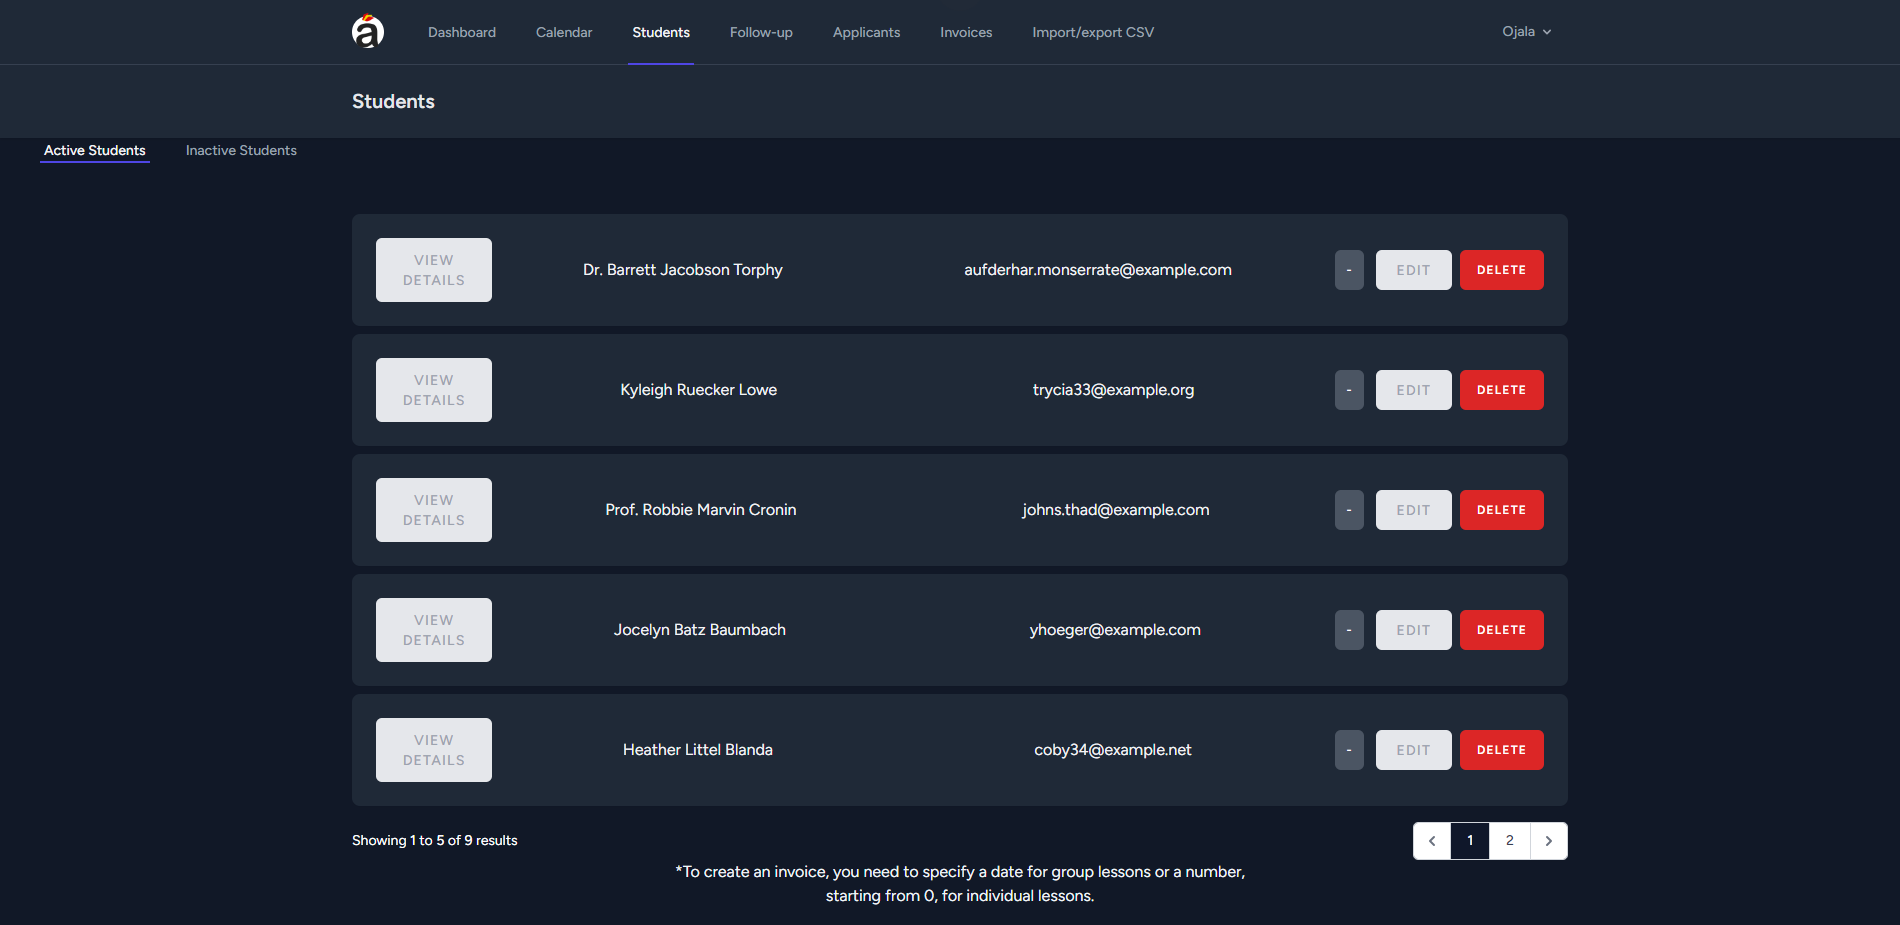 a
Dashboard Calendar Students Follow-up Applicants Invoices Import/export CSV Ojala
Students
Active Students Inactive Students
VIEW DETAILS Dr. Barrett Jacobson Torphy aufderhar.monserrate@example.com - EDIT DELETE
VIEW DETAILS Kyleigh Ruecker Lowe trycia33@example.org - EDIT DELETE
VIEW DETAILS Prof. Robbie Marvin Cronin johns.thad@example.com - EDIT DELETE
VIEW DETAILS Jocelyn Batz Baumbach yhoeger@example.com - EDIT DELETE
VIEW DETAILS Heather Littel Blanda coby34@example.net - EDIT DELETE
Showing 1 to 5 of 9 results 1 2
*To create an invoice, you need to specify a date for group lessons or a number,
starting from 0, for individual lessons.